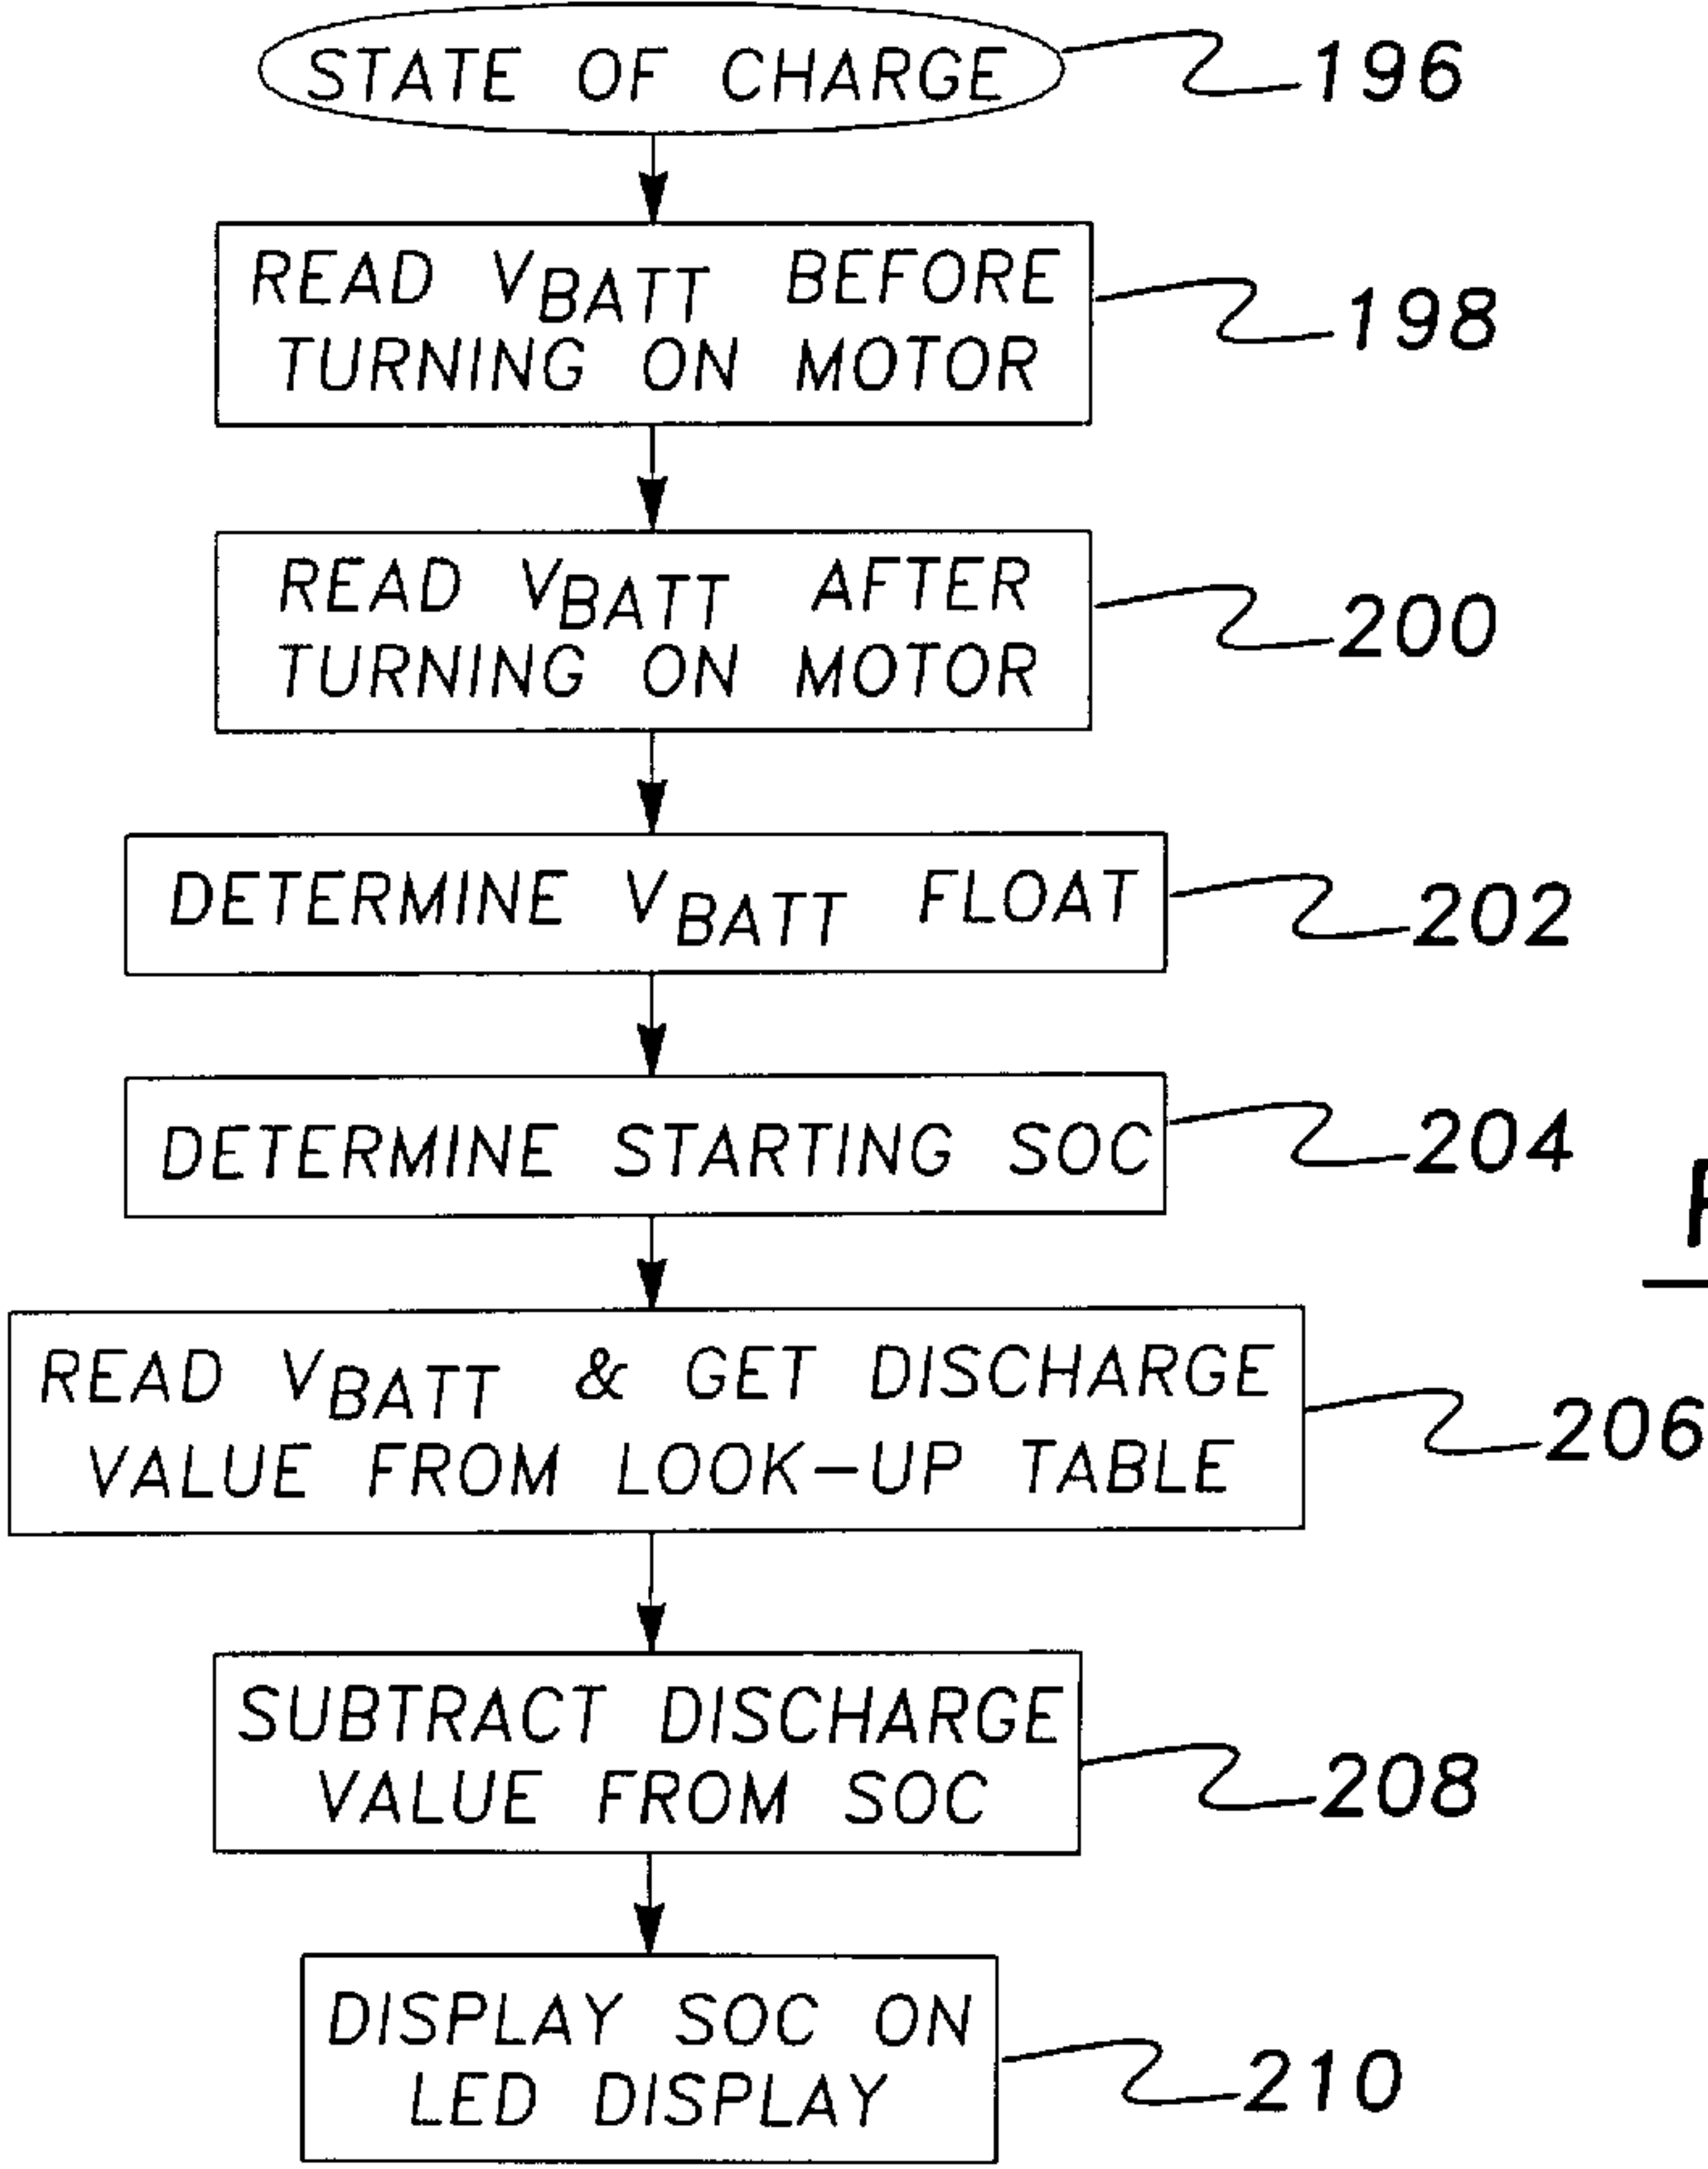 STATE OF CHARGE
196
READ VBATT BEFORE
TURNING ON MOTOR
198
READ VBATT AFTER
TURNING ON MOTOR
200
DETERMINE VBATT FLOAT
202
DETERMINE STARTING SOC
204
READ VBATT & GET DISCHARGE
VALUE FROM LOOK-UP TABLE
206
SUBTRACT DISCHARGE
VALUE FROM SOC
208
DISPLAY SOC ON
LED DISPLAY
210